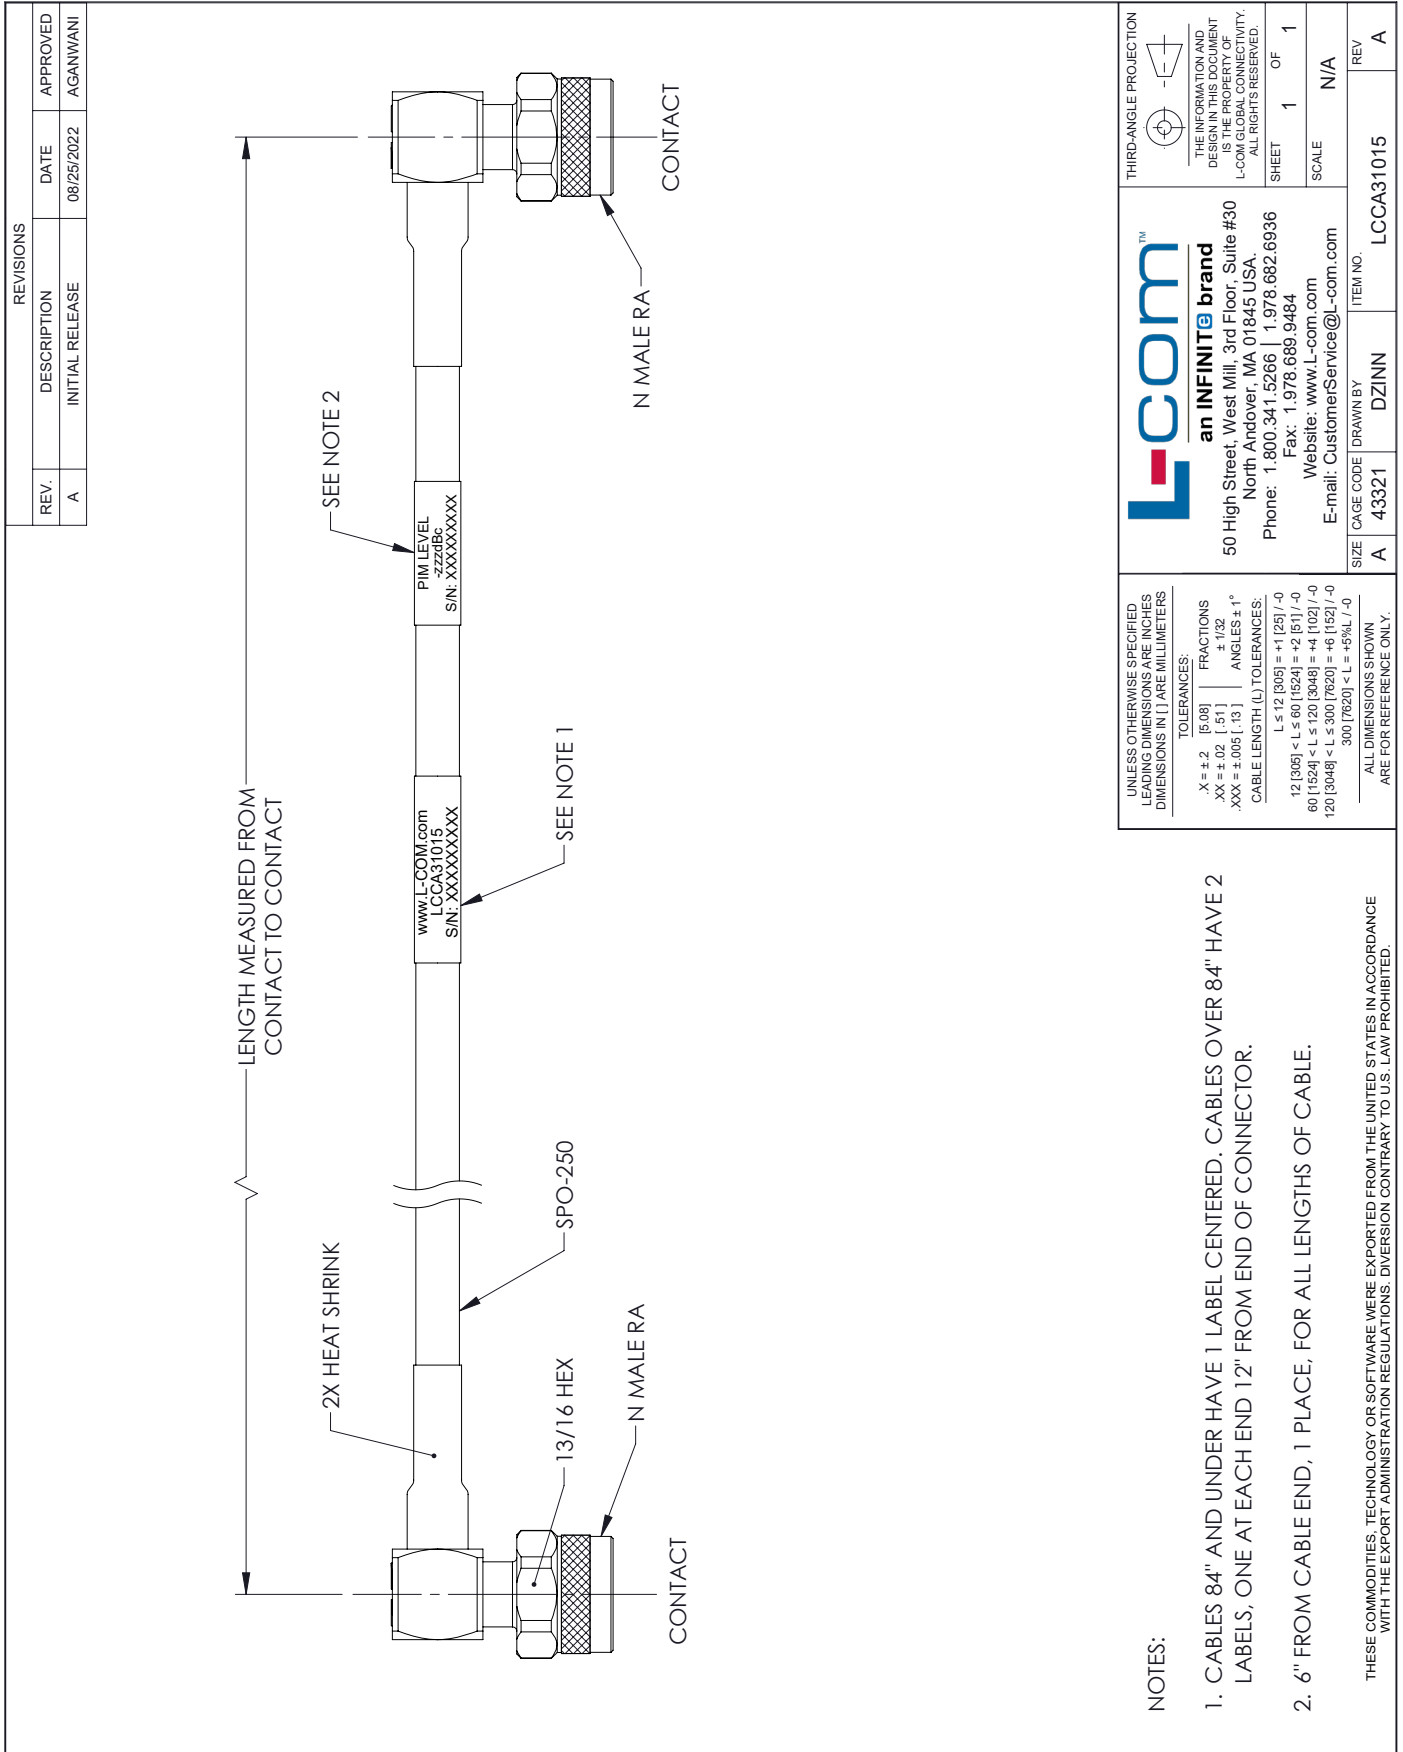 REVISIONS
REV. DESCRIPTION DATE APPROVED
A INITIAL RELEASE 08/25/2022 AGANWANI
LENGTH MEASURED FROM
CONTACT TO CONTACT
2X HEAT SHRINK
SEE NOTE 2
www.L-COM.com
LCCA31015
S/N: XXXXXXXXXX
PIM LEVEL
-zzzdBc
S/N: XXXXXXXXXX
13/16 HEX
SPO-250
SEE NOTE 1
N MALE RA
N MALE RA
CONTACT
CONTACT
NOTES:
1. CABLES 84" AND UNDER HAVE 1 LABEL CENTERED. CABLES OVER 84" HAVE 2
LABELS, ONE AT EACH END 12" FROM END OF CONNECTOR.
2. 6" FROM CABLE END, 1 PLACE, FOR ALL LENGTHS OF CABLE.
THESE COMMODITIES, TECHNOLOGY OR SOFTWARE WERE EXPORTED FROM THE UNITED STATES IN ACCORDANCE
WITH THE EXPORT ADMINISTRATION REGULATIONS. DIVERSION CONTRARY TO U.S. LAW PROHIBITED.
UNLESS OTHERWISE SPECIFIED
LEADING DIMENSIONS ARE INCHES
DIMENSIONS IN [ ] ARE MILLIMETERS
TOLERANCES:
.X = ±.2 [5.08] FRACTIONS
.XX = ±.02 [.51] ± 1/32
.XXX = ±.005 [.13] ANGLES ± 1°
CABLE LENGTH (L) TOLERANCES:
L ≤ 12 [305] = +1 [25] / -0
12 [305] < L ≤ 60 [1524] = +2 [51] / -0
60 [1524] < L ≤ 120 [3048] = +4 [102] / -0
120 [3048] < L ≤ 300 [7620] = +6 [152] / -0
300 [7620] < L = +5%L / -0
ALL DIMENSIONS SHOWN
ARE FOR REFERENCE ONLY.
L-com™
an INFINITe brand
50 High Street, West Mill, 3rd Floor, Suite #30
North Andover, MA 01845 USA.
Phone: 1.800.341.5266 | 1.978.682.6936
Fax: 1.978.689.9484
Website: www.L-com.com
E-mail: CustomerService@L-com.com
THIRD-ANGLE PROJECTION
THE INFORMATION AND
DESIGN IN THIS DOCUMENT
IS THE PROPERTY OF
L-COM GLOBAL CONNECTIVITY.
ALL RIGHTS RESERVED.
SHEET 1 OF 1
SCALE N/A
SIZE A
CAGE CODE 43321
DRAWN BY DZINN
ITEM NO. LCCA31015
REV A